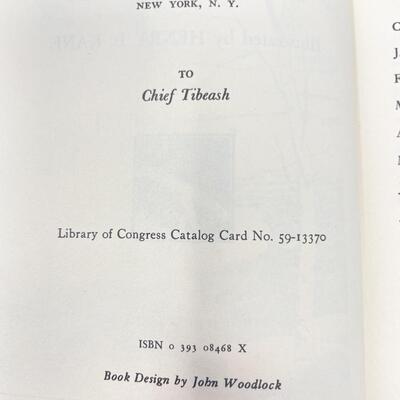 NEW YORK, N. Y.
TO
Chief Tibeash
Library of Congress Catalog Card No. 59-13370
ISBN 0 393 08468 X
Book Design by John Woodlock